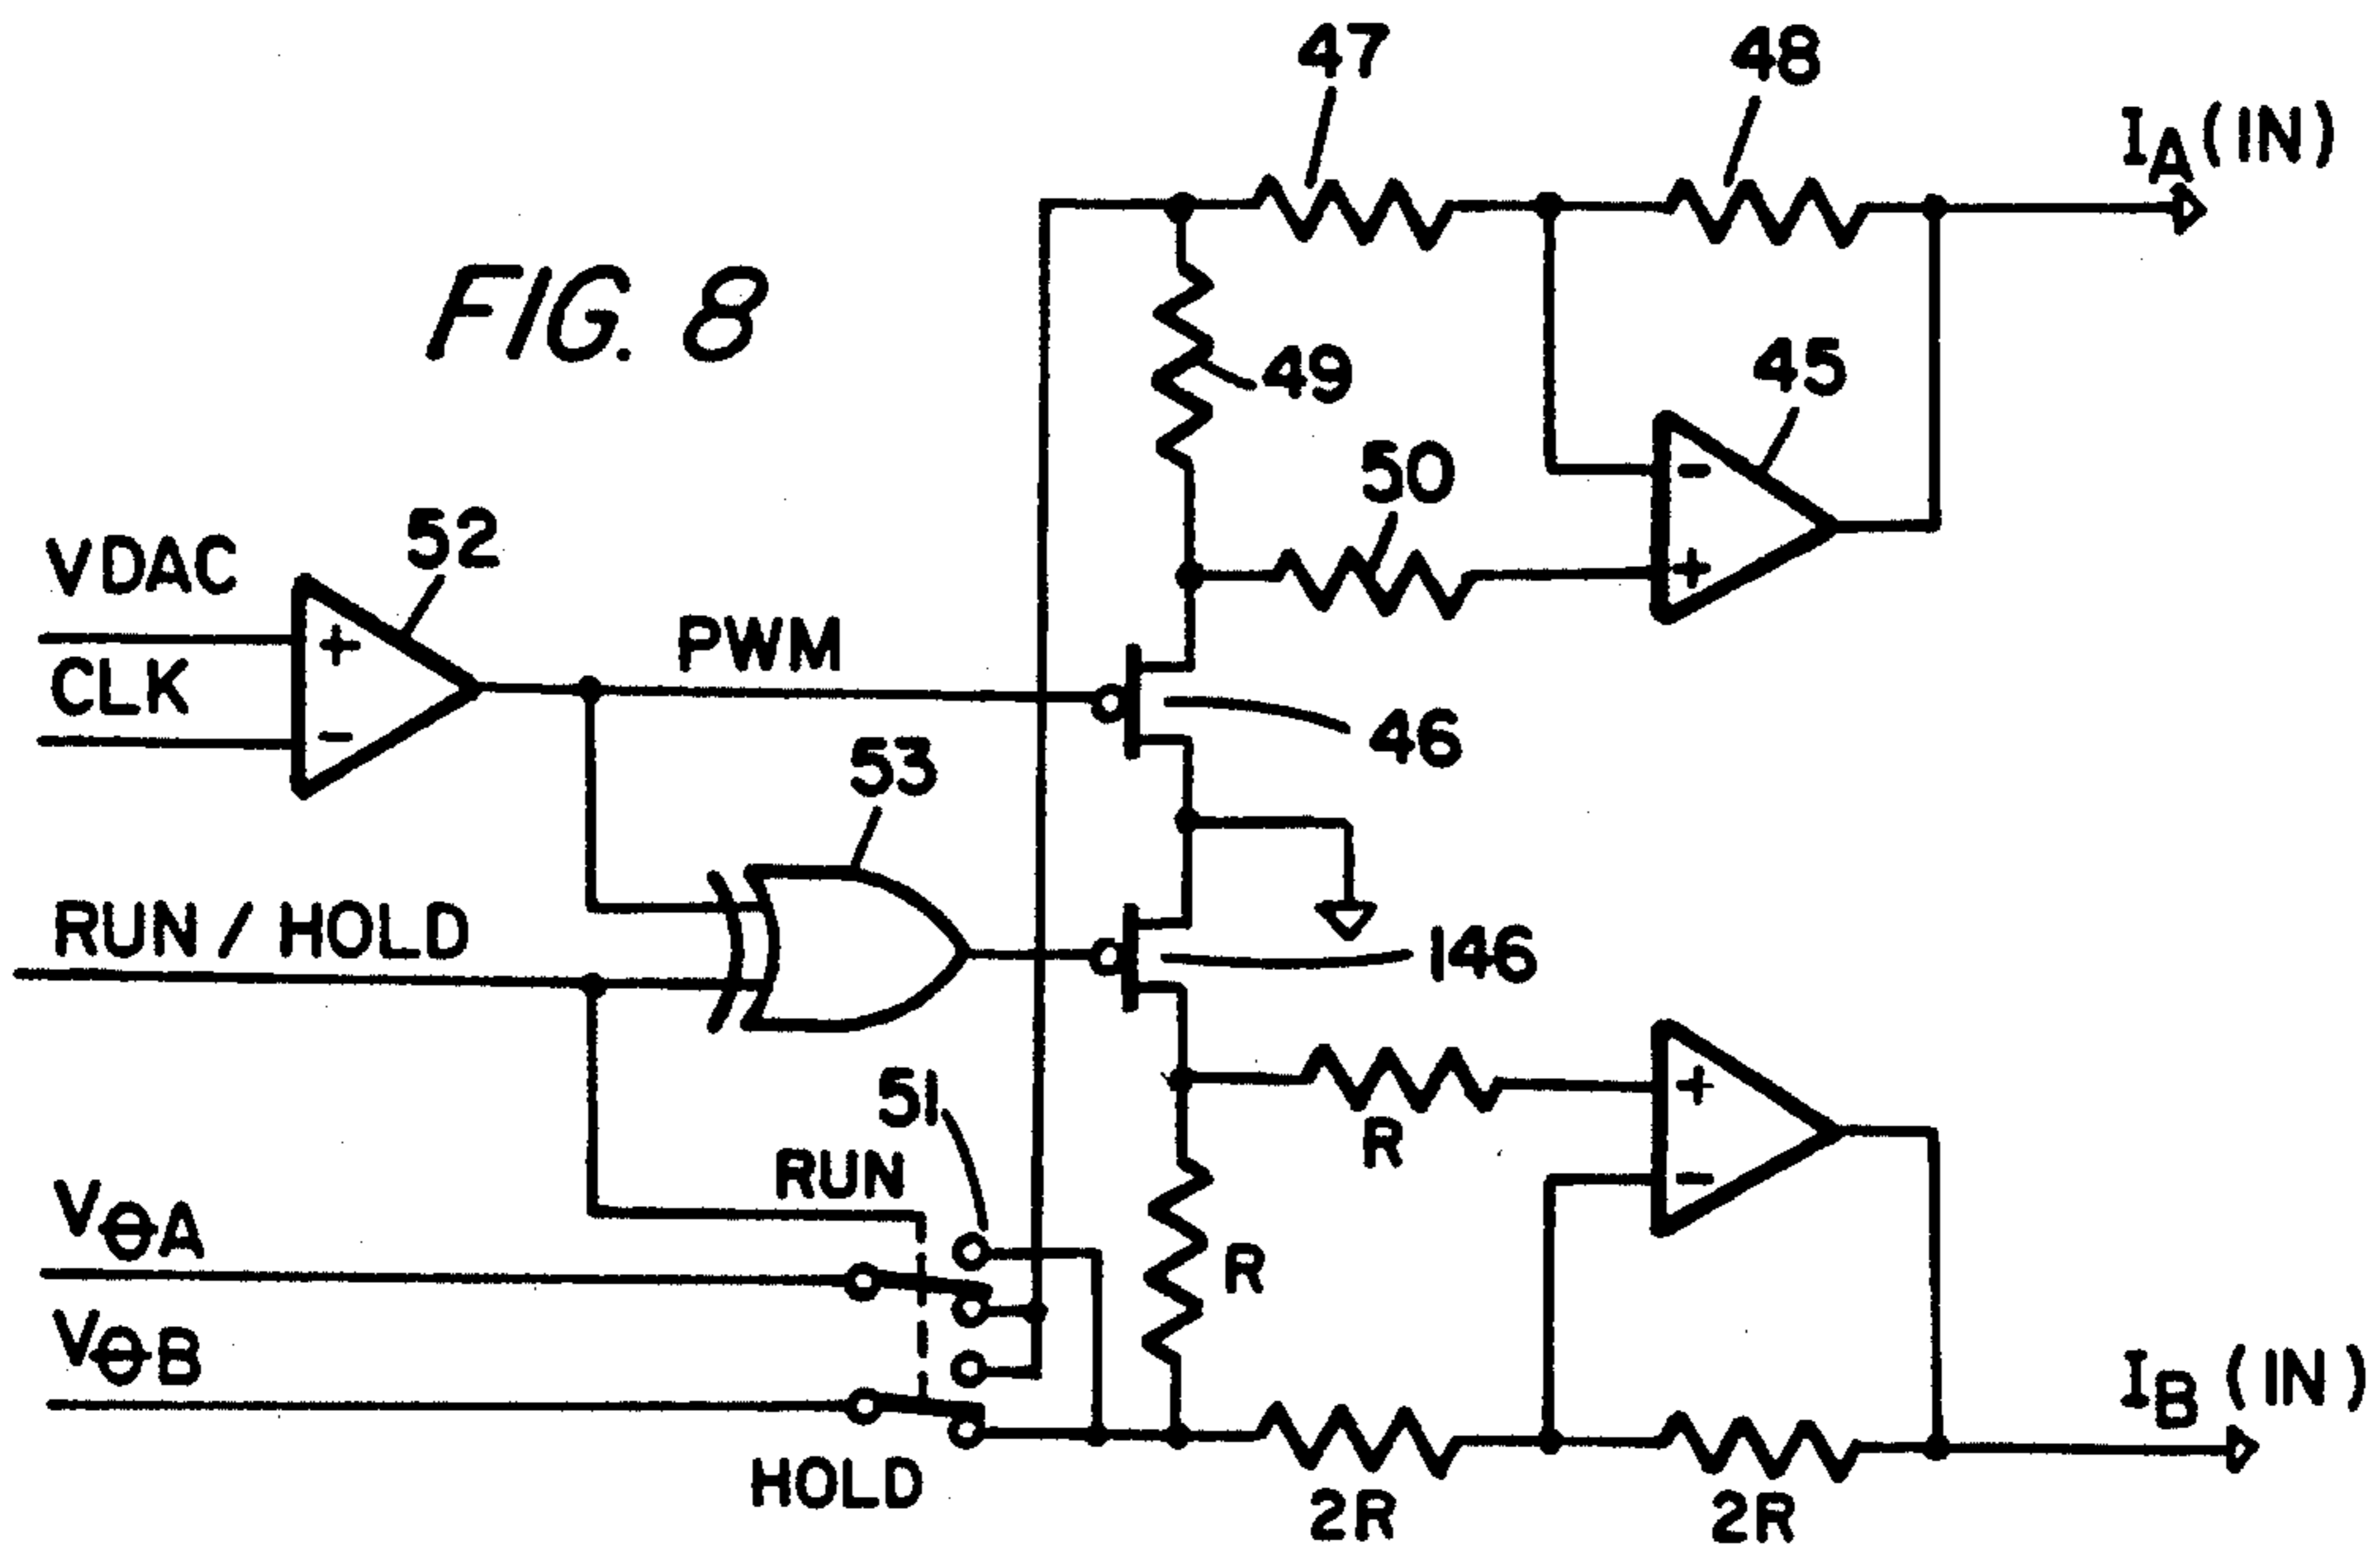 47
48
IA(IN)
FIG. 8
49
45
50
-
+
VDAC
52
+
PWM
CLK
-
46
53
RUN / HOLD
146
51
R
+
-
RUN
VθA
R
VθB
IB (IN)
HOLD
2R
2R